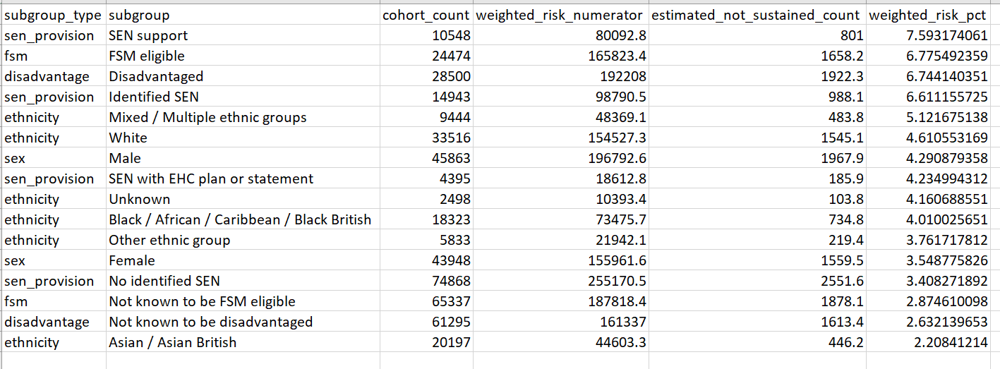 subgroup_type subgroup cohort_count weighted_risk_numerator estimated_not_sustained_count weighted_risk_pct
sen_provision SEN support 10548 80092.8 801 7.593174061
fsm FSM eligible 24474 165823.4 1658.2 6.775492359
disadvantage Disadvantaged 28500 192208 1922.3 6.744140351
sen_provision Identified SEN 14943 98790.5 988.1 6.611155725
ethnicity Mixed / Multiple ethnic groups 9444 48369.1 483.8 5.121675138
ethnicity White 33516 154527.3 1545.1 4.610553169
sex Male 45863 196792.6 1967.9 4.290879358
sen_provision SEN with EHC plan or statement 4395 18612.8 185.9 4.234994312
ethnicity Unknown 2498 10393.4 103.8 4.160688551
ethnicity Black / African / Caribbean / Black British 18323 73475.7 734.8 4.010025651
ethnicity Other ethnic group 5833 21942.1 219.4 3.761717812
sex Female 43948 155961.6 1559.5 3.548775826
sen_provision No identified SEN 74868 255170.5 2551.6 3.408271892
fsm Not known to be FSM eligible 65337 187818.4 1878.1 2.874610098
disadvantage Not known to be disadvantaged 61295 161337 1613.4 2.632139653
ethnicity Asian / Asian British 20197 44603.3 446.2 2.20841214